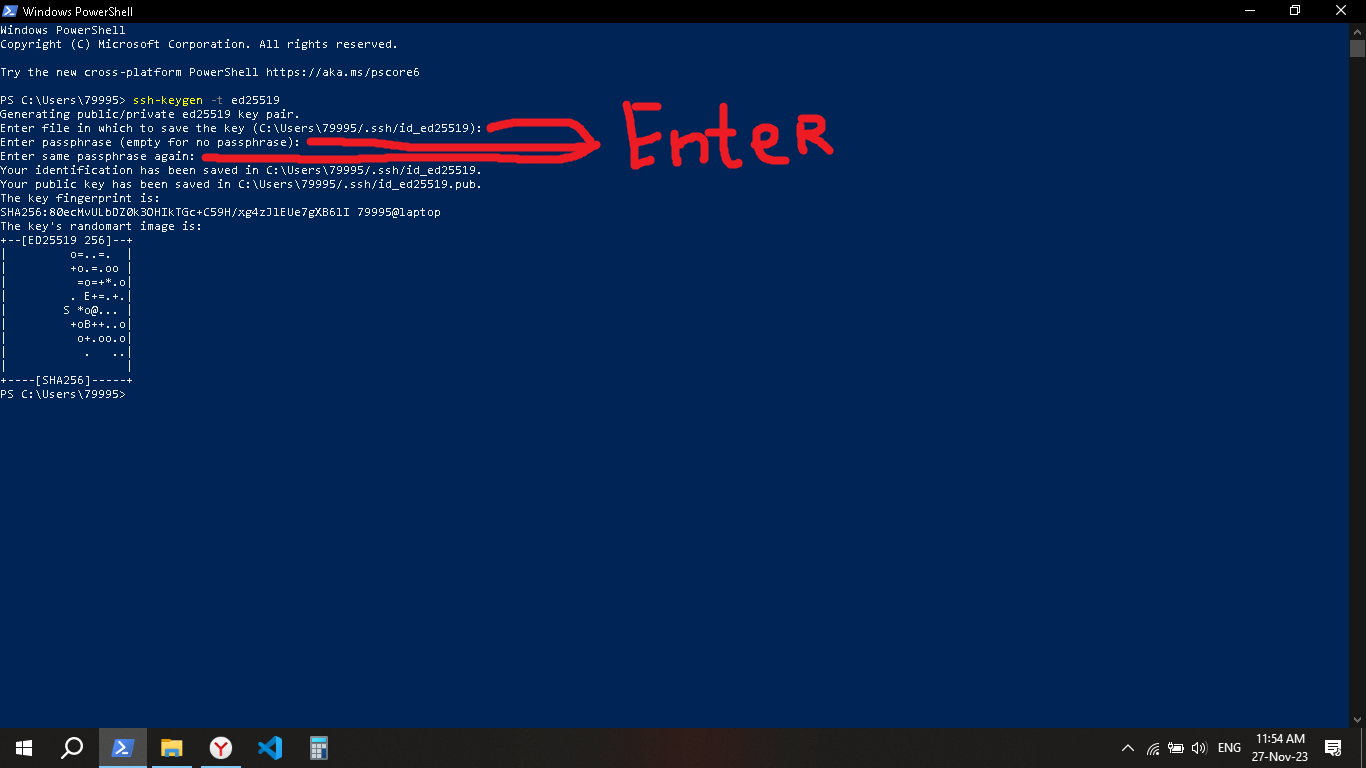 Windows PowerShell
Windows PowerShell
Copyright (C) Microsoft Corporation. All rights reserved.
Try the new cross-platform PowerShell https://aka.ms/pscore6
PS C:\Users\79995> ssh-keygen -t ed25519
Generating public/private ed25519 key pair.
Enter file in which to save the key (C:\Users\79995/.ssh/id_ed25519):
Enter passphrase (empty for no passphrase):
Enter same passphrase again:
EnteR
Your identification has been saved in C:\Users\79995/.ssh/id_ed25519.
Your public key has been saved in C:\Users\79995/.ssh/id_ed25519.pub.
The key fingerprint is:
SHA256:80ecMvULbDZ0k3OHIkTGc+C59H/xg4zJlEUe7gXB6lI 79995@laptop
The key's randomart image is:
+--[ED25519 256]--+
|         o=..=.  |
|         +o.=.oo |
|          =o=+*.o|
|         . E+=.+.|
|        S *o@... |
|         +oB++..o|
|          o+.oo.o|
|           .   ..|
|                 |
+----[SHA256]-----+
PS C:\Users\79995>
ENG
11:54 AM
27-Nov-23